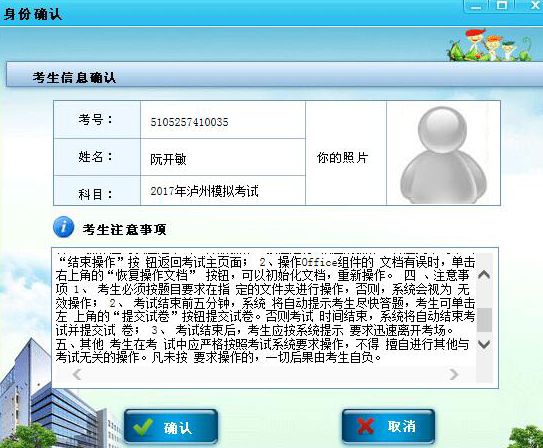 身份确认
考生信息确认
考号： 5105257410035
姓名： 阮开敏
科目： 2017年泸州模拟考试
你的照片
考生注意事项
“结束操作”按 钮返回考试主页面； 2、操作Office组件的 文档有误时，单击
右上角的“恢复操作文档” 按钮，可以初始化文档，重新操作。 四 、注意事
项 1、 考生必须按题目要求在指 定的文件夹进行操作，否则，系统会视为 无
效操作； 2、 考试结束前五分钟，系统 将自动提示考生尽快答题，考生可单击
左 上角的“提交试卷”按钮提交试卷。否则考试 时间结束，系统将自动结束考
试并提交试 卷； 3、 考试结束后，考生应按系统提示 要求迅速离开考场。
五、其他 考生在考 试中应严格按照考试系统要求操作，不得 擅自进行其他与
考试无关的操作。凡未按 要求操作的，一切后果由考生自负。
确认
取消